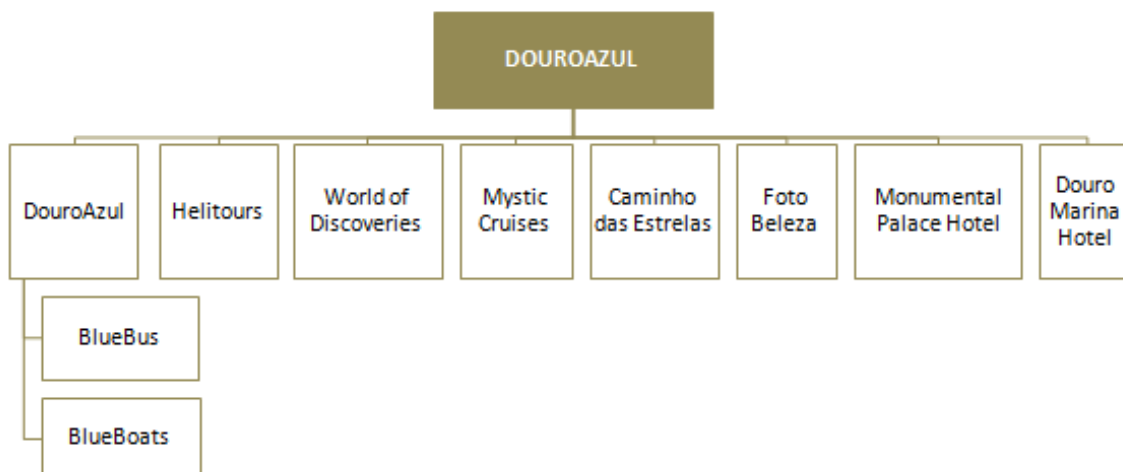 DOUROAZUL
DouroAzul
Helitours
World of
Discoveries
Mystic
Cruises
Caminho
das Estrelas
Foto
Beleza
Monumental
Palace Hotel
Douro
Marina
Hotel
BlueBus
BlueBoats